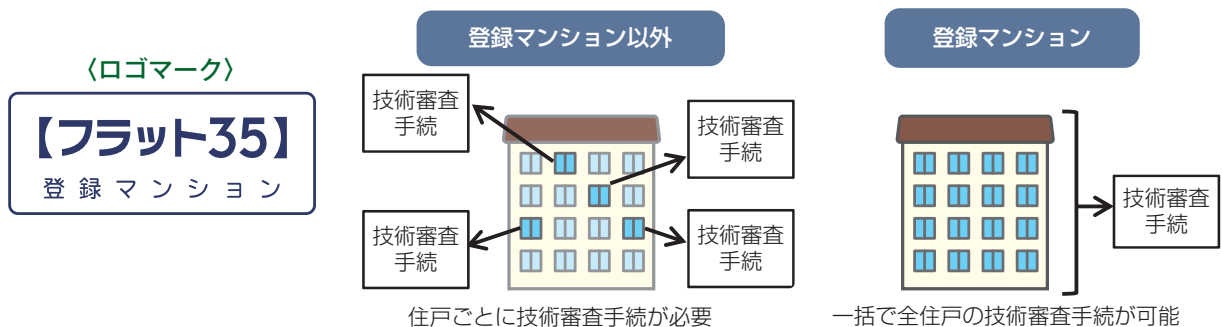 〈ロゴマーク〉
【フラット35】
登録マンション
登録マンション以外
技術審査
手続
技術審査
手続
技術審査
手続
技術審査
手続
住戸ごとに技術審査手続が必要
登録マンション
技術審査
手続
一括で全住戸の技術審査手続が可能